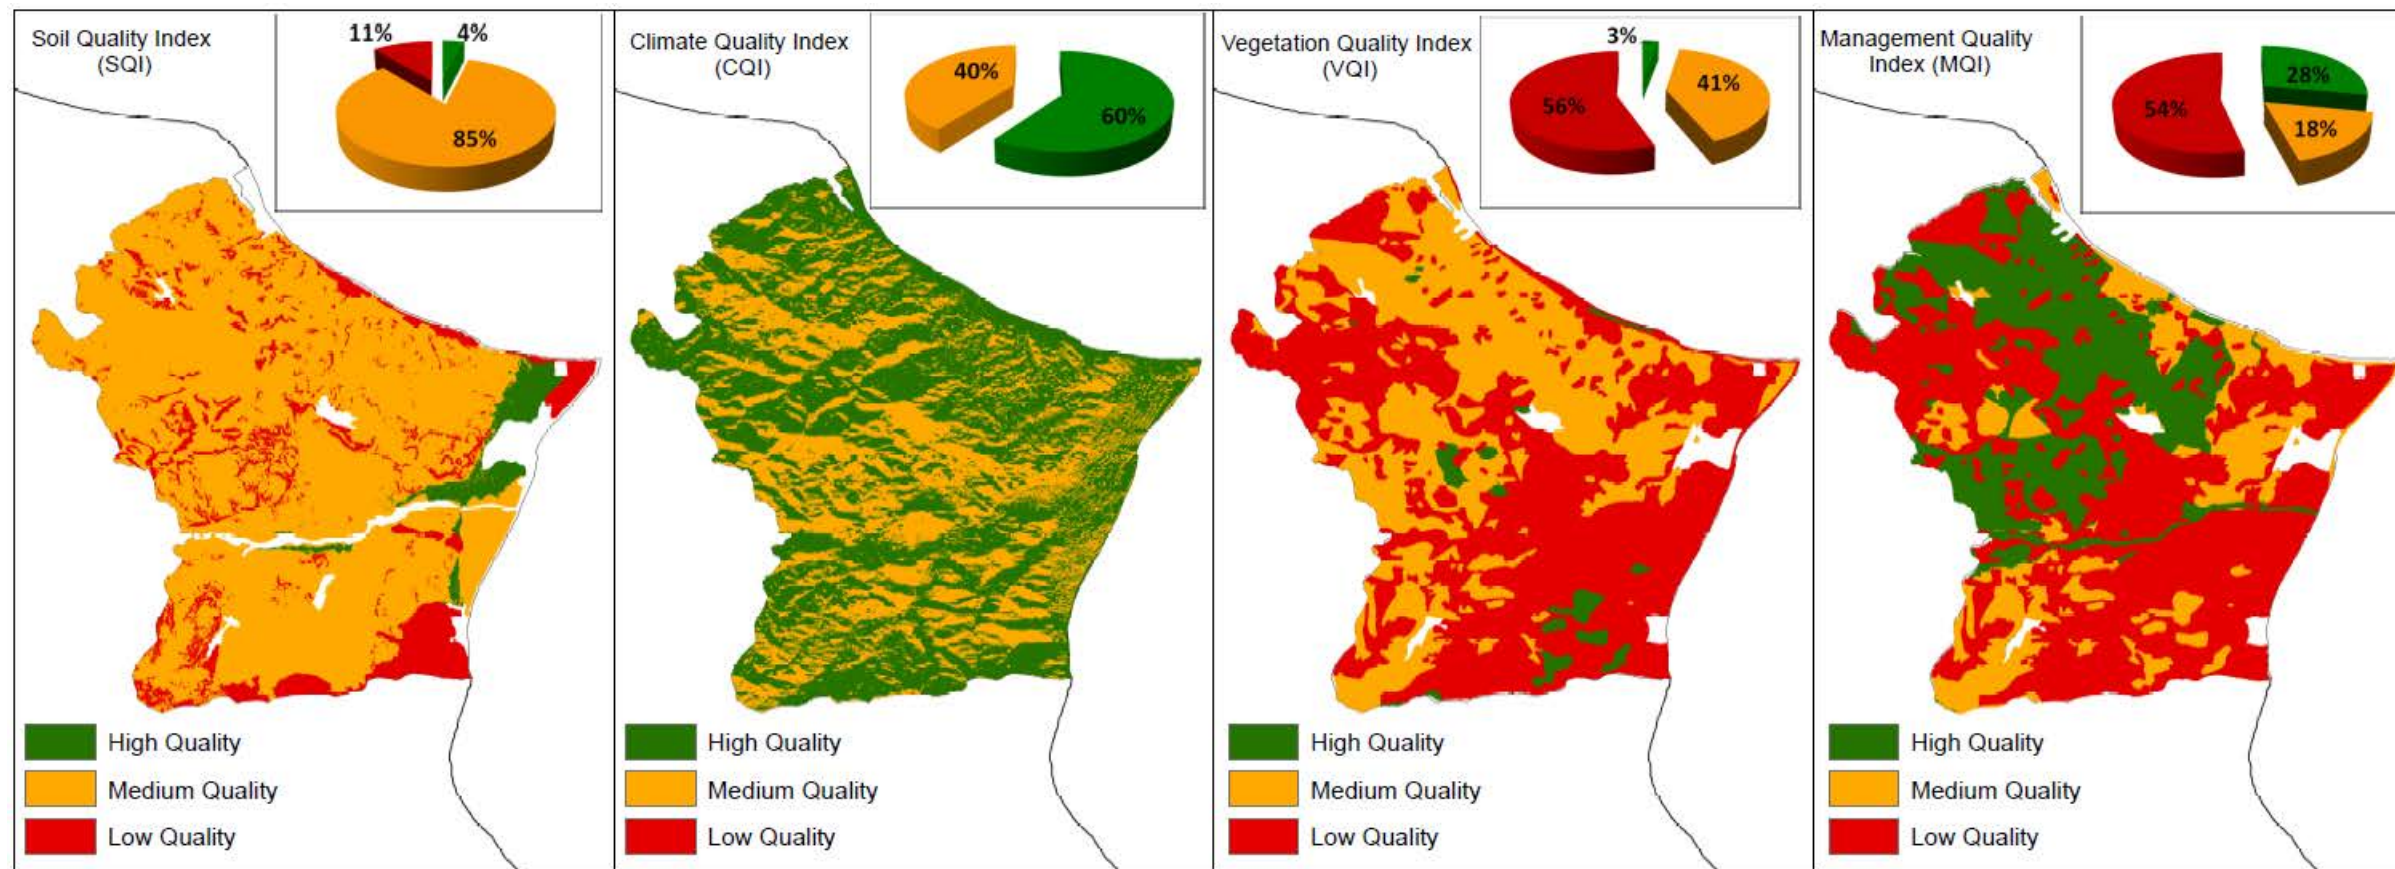 Soil Quality Index
(SQI)
11%
4%
85%
High Quality
Medium Quality
Low Quality
Climate Quality Index
(CQI)
40%
60%
High Quality
Medium Quality
Low Quality
Vegetation Quality Index
(VQI)
3%
56%
41%
High Quality
Medium Quality
Low Quality
Management Quality
Index (MQI)
28%
54%
18%
High Quality
Medium Quality
Low Quality